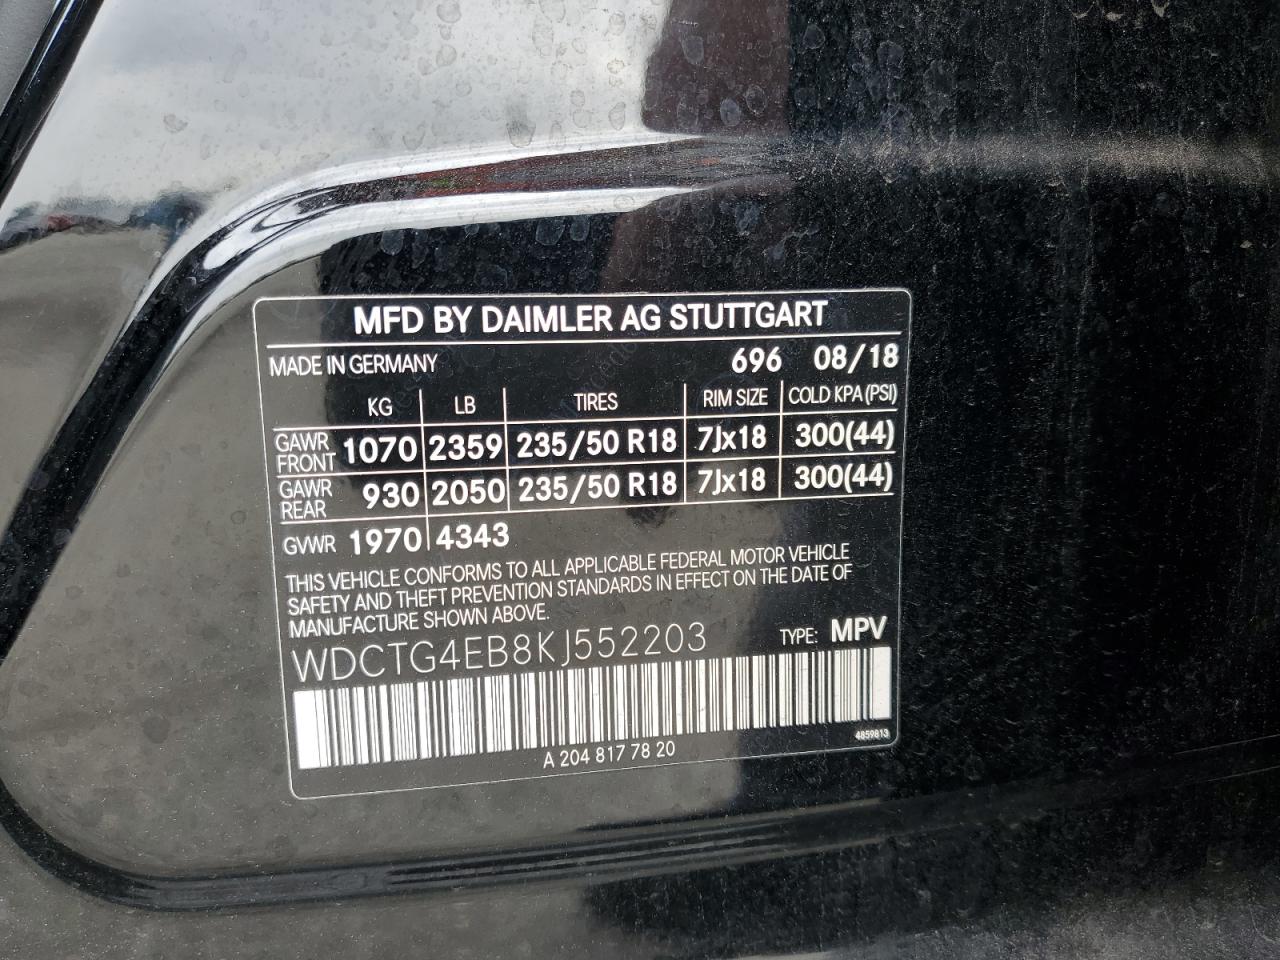 MFD BY DAIMLER AG STUTTGART
MADE IN GERMANY 696 08/18
KG LB TIRES RIM SIZE COLD KPA (PSI)
GAWR FRONT 1070 2359 235/50 R18 7Jx18 300(44)
GAWR REAR 930 2050 235/50 R18 7Jx18 300(44)
GVWR 1970 4343
THIS VEHICLE CONFORMS TO ALL APPLICABLE FEDERAL MOTOR VEHICLE
SAFETY AND THEFT PREVENTION STANDARDS IN EFFECT ON THE DATE OF
MANUFACTURE SHOWN ABOVE.
WDCTG4EB8KJ552203 TYPE: MPV
A 204 817 78 20 4859813